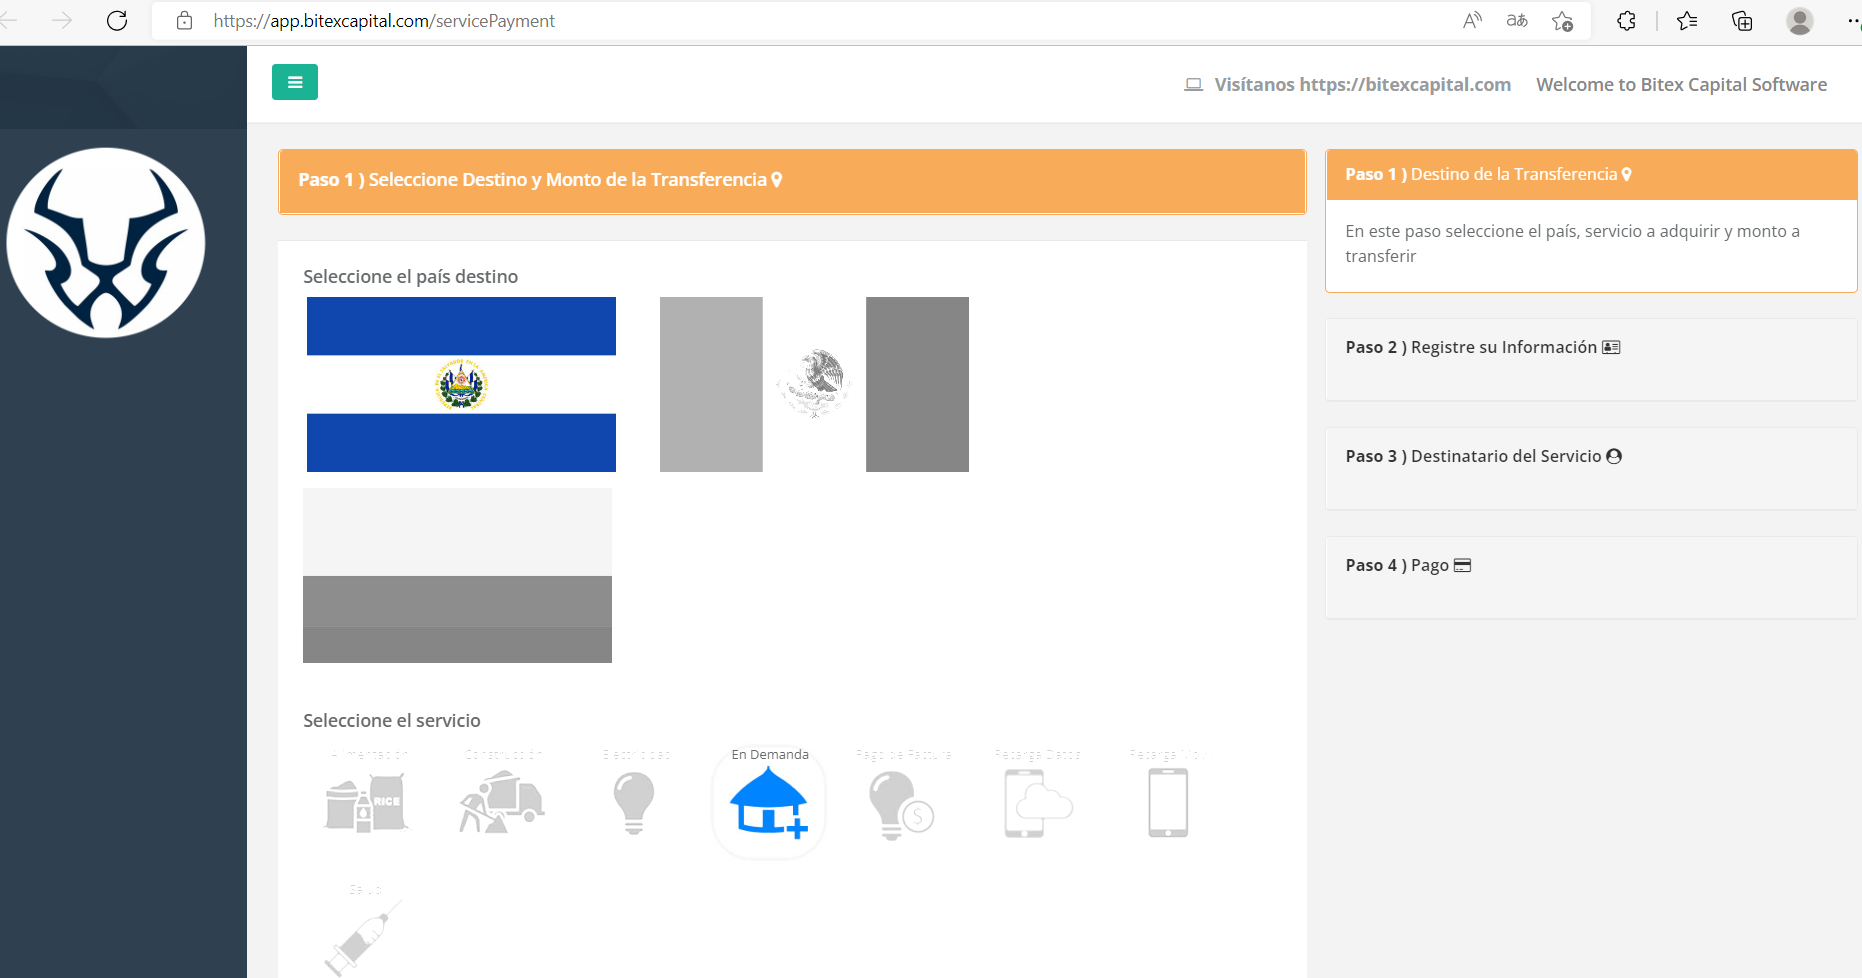 https://app.bitexcapital.com/servicePayment
Visítanos https://bitexcapital.com
Welcome to Bitex Capital Software
Paso 1 ) Seleccione Destino y Monto de la Transferencia
Seleccione el país destino
Seleccione el servicio
Alimentación
Construcción
Electricidad
En Demanda
Pago de Factura
Recarga Datos
RICE
Salud
Paso 1 ) Destino de la Transferencia
En este paso seleccione el país, servicio a adquirir y monto a
transferir
Paso 2 ) Registre su Información
Paso 3 ) Destinatario del Servicio
Paso 4 ) Pago